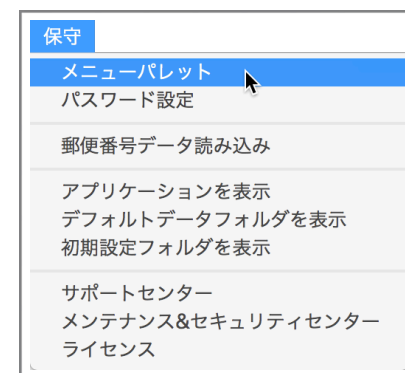 保守
メニューパレット
パスワード設定
郵便番号データ読み込み
アプリケーションを表示
デフォルトデータフォルダを表示
初期設定フォルダを表示
サポートセンター
メンテナンス&セキュリティセンター
ライセンス